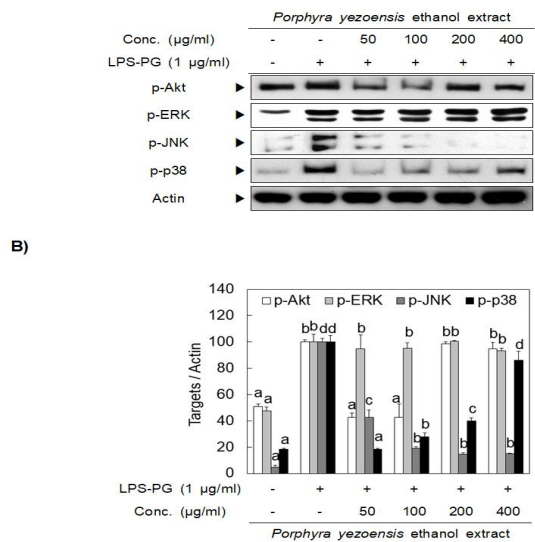 Porphyra yezoensis ethanol extract
Conc. (µg/ml) - - 50 100 200 400
LPS-PG (1 µg/ml) - + + + + +
p-Akt
p-ERK
p-JNK
p-p38
Actin
B)
140
p-Akt p-ERK p-JNK p-p38
120
b b d d b b b b b b d
100
80
a a a c a c
60
40
a a a b b b b
20
0
Targets / Actin
LPS-PG (1 µg/ml) - + + + + +
Conc. (µg/ml) - - 50 100 200 400
Porphyra yezoensis ethanol extract